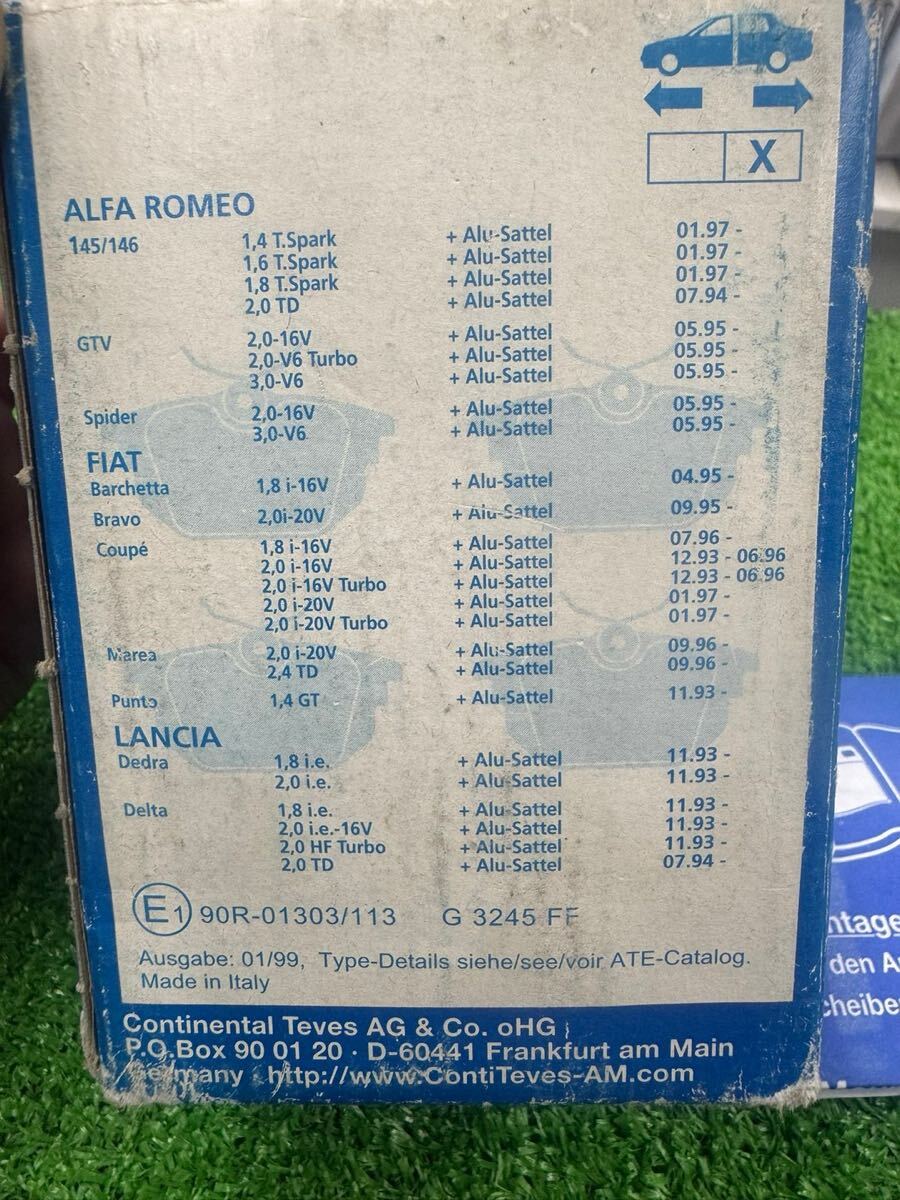 X
ALFA ROMEO
145/146 1,4 T.Spark + Alu-Sattel 01.97 -
1,6 T.Spark + Alu-Sattel 01.97 -
1,8 T.Spark + Alu-Sattel 01.97 -
2,0 TD + Alu-Sattel 07.94 -
GTV 2,0-16V + Alu-Sattel 05.95 -
2,0-V6 Turbo + Alu-Sattel 05.95 -
3,0-V6 + Alu-Sattel 05.95 -
Spider 2,0-16V + Alu-Sattel 05.95 -
3,0-V6 + Alu-Sattel 05.95 -
FIAT
Barchetta 1,8 i-16V + Alu-Sattel 04.95 -
Bravo 2,0i-20V + Alu-Sattel 09.95 -
Coupé 1,8 i-16V + Alu-Sattel 07.96 -
2,0 i-16V + Alu-Sattel 12.93 - 06.96
2,0 i-16V Turbo + Alu-Sattel 12.93 - 06.96
2,0 i-20V + Alu-Sattel 01.97 -
2,0 i-20V Turbo + Alu-Sattel 01.97 -
Marea 2,0 i-20V + Alu-Sattel 09.96 -
2,4 TD + Alu-Sattel 09.96 -
Punto 1,4 GT + Alu-Sattel 11.93 -
LANCIA
Dedra 1,8 i.e. + Alu-Sattel 11.93 -
2,0 i.e. + Alu-Sattel 11.93 -
Delta 1,8 i.e. + Alu-Sattel 11.93 -
2,0 i.e.-16V + Alu-Sattel 11.93 -
2,0 HF Turbo + Alu-Sattel 11.93 -
2,0 TD + Alu-Sattel 07.94 -
E1 90R-01303/113 G 3245 FF
Ausgabe: 01/99, Type-Details siehe/see/voir ATE-Catalog.
Made in Italy
Continental Teves AG & Co. oHG
P.O.Box 90 01 20 · D-60441 Frankfurt am Main
Germany http://www.ContiTeves-AM.com
ntage
den A
cheibe